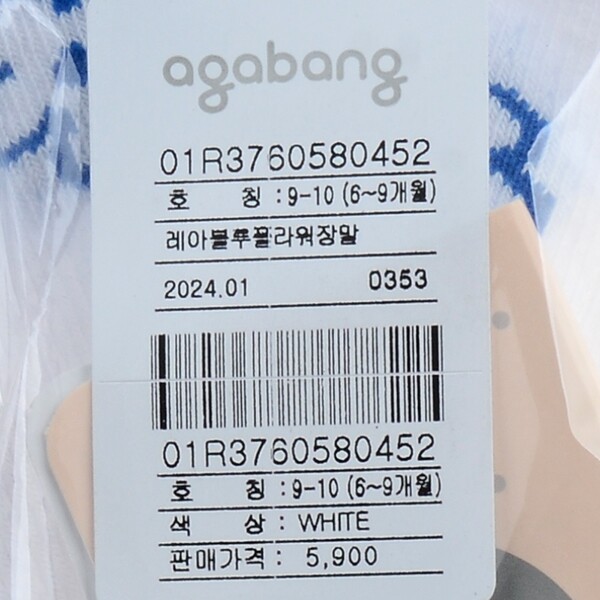 agabang
01R3760580452
호 칭 : 9-10 (6~9개월)
레아블루플라워장말
2024.01 0353
01R3760580452
호 칭 : 9-10 (6~9개월)
색 상 : WHITE
판매가격 : 5,900